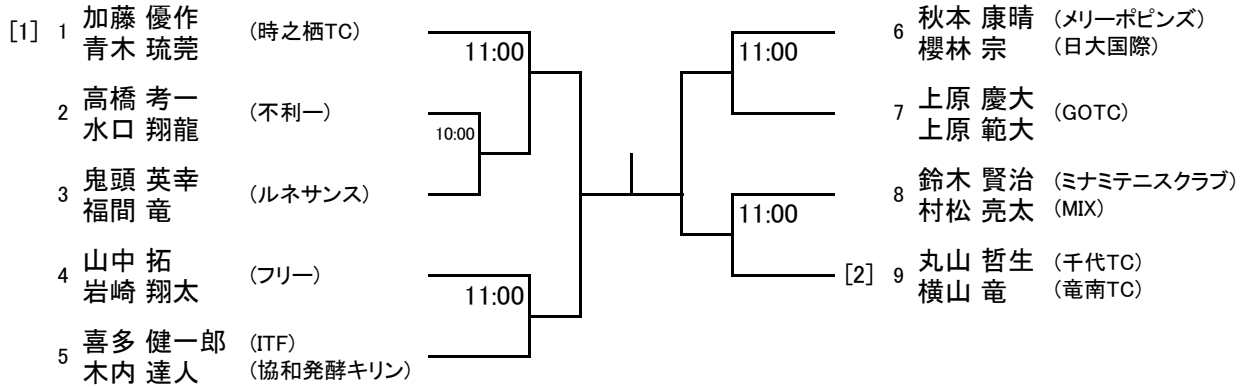 [1] 1 加藤 優作 (時之栖TC)
青木 琉莞
11:00
2 高橋 考一 (不利一)
水口 翔龍
10:00
3 鬼頭 英幸 (ルネサンス)
福間 竜
4 山中 拓 (フリー)
岩崎 翔太
11:00
5 喜多 健一郎 (ITF)
木内 達人 (協和発酵キリン)
6 秋本 康晴 (メリーポピンズ)
櫻林 宗 (日大国際)
11:00
7 上原 慶大 (GOTC)
上原 範大
8 鈴木 賢治 (ミナミテニスクラブ)
村松 亮太 (MIX)
11:00
[2] 9 丸山 哲生 (千代TC)
横山 竜 (竜南TC)